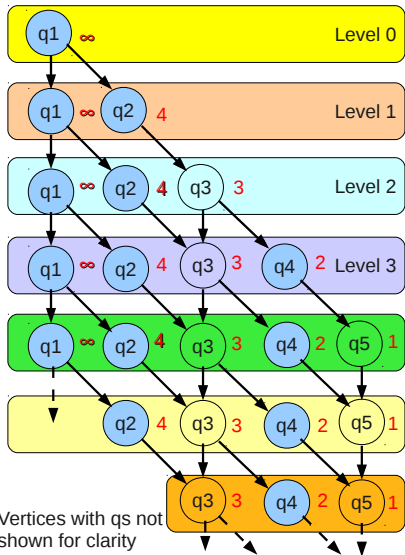 q1 ∞ Level 0
q1 ∞ q2 4 Level 1
q1 ∞ q2 4 q3 3 Level 2
q1 ∞ q2 4 q3 3 q4 2 Level 3
q1 ∞ q2 4 q3 3 q4 2 q5 1
q2 4 q3 3 q4 2 q5 1
q3 3 q4 2 q5 1
Vertices with qs not
shown for clarity